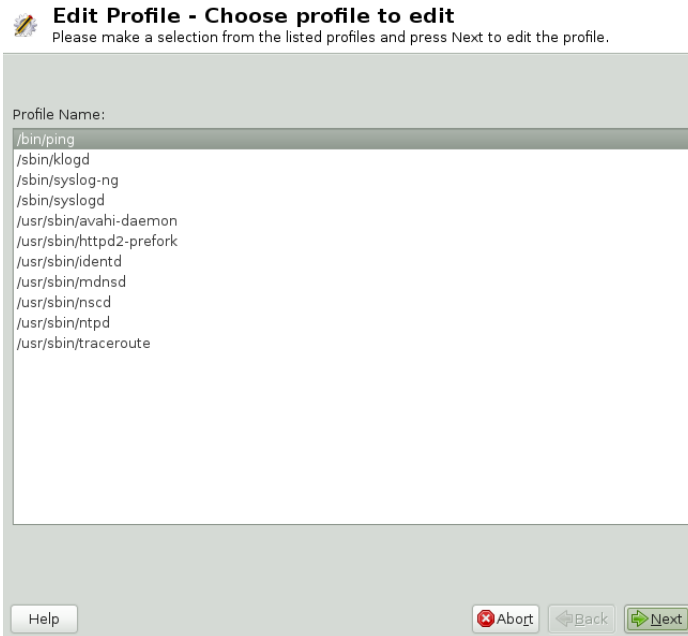 Edit Profile - Choose profile to edit
Please make a selection from the listed profiles and press Next to edit the profile.
Profile Name:
/bin/ping
/sbin/klogd
/sbin/syslog-ng
/sbin/syslogd
/usr/sbin/avahi-daemon
/usr/sbin/httpd2-prefork
/usr/sbin/identd
/usr/sbin/mdnsd
/usr/sbin/nscd
/usr/sbin/ntpd
/usr/sbin/traceroute
Help Abort Back Next